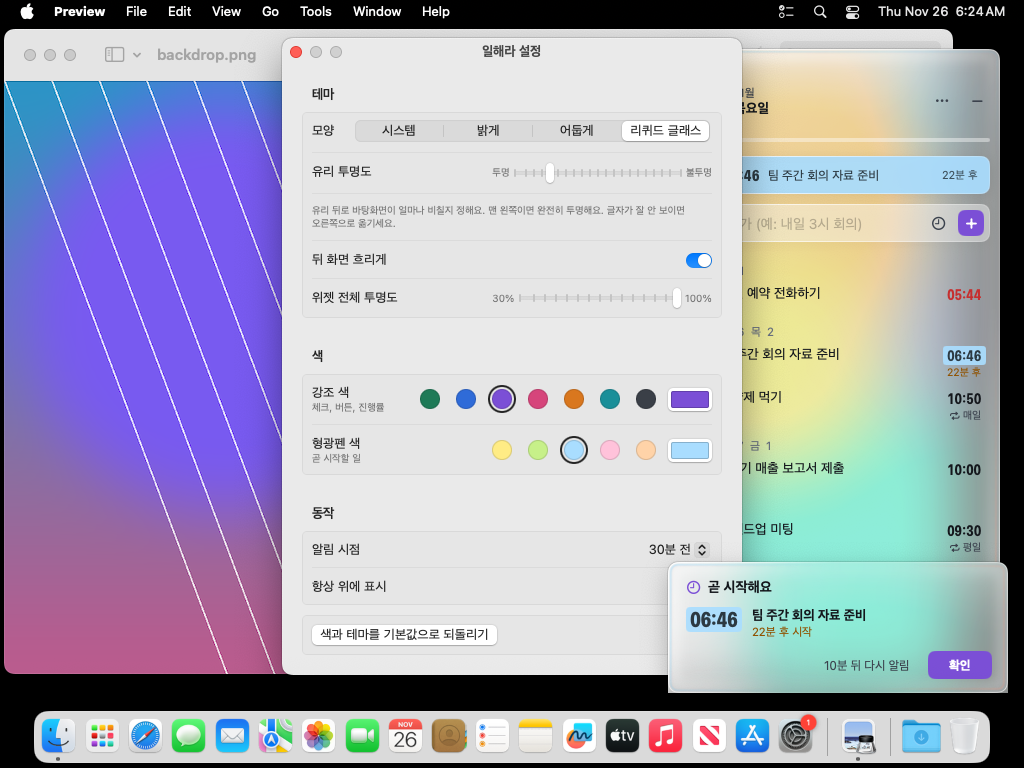 Preview File Edit View Go Tools Window Help Thu Nov 26 6:24 AM
backdrop.png
일해라 설정
테마
모양 시스템 밝게 어둡게 리퀴드 글래스
유리 투명도 투명 불투명
유리 뒤로 바탕화면이 얼마나 비칠지 정해요. 맨 왼쪽이면 완전히 투명해요. 글자가 잘 안 보이면
오른쪽으로 옮기세요.
뒤 화면 흐리게
위젯 전체 투명도 30% 100%
색
강조 색
체크, 버튼, 진행률
형광펜 색
곧 시작할 일
동작
알림 시점 30분 전
항상 위에 표시
색과 테마를 기본값으로 되돌리기
월
요일
46 팀 주간 회의 자료 준비 22분 후
(예: 내일 3시 회의)
예약 전화하기 05:44
목 2
주간 회의 자료 준비 06:46
22분 후
먹기 10:50
매일
금 1
매출 보고서 제출 10:00
드업 미팅 09:30
평일
곧 시작해요
06:46 팀 주간 회의 자료 준비
22분 후 시작
10분 뒤 다시 알림 확인
NOV
26
tv
1